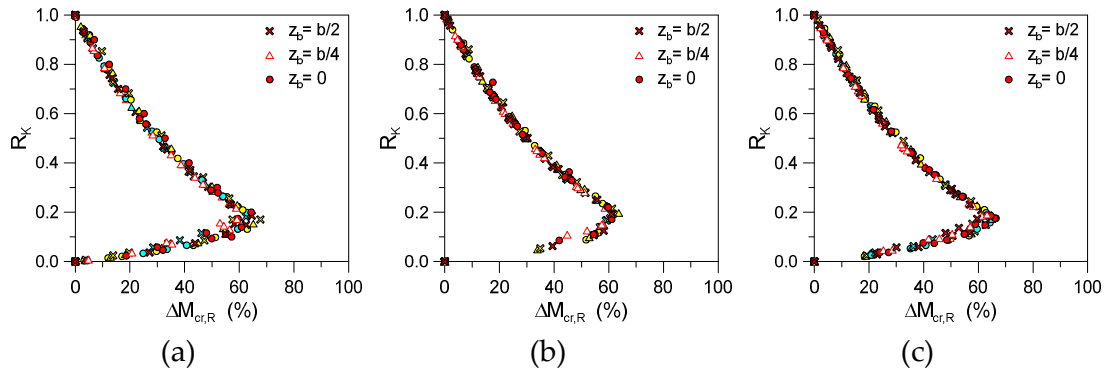 1.0
0.8
0.6
0.4
0.2
0.0
R_K
0 20 40 60 80 100
ΔM_cr,R (%)
z_b= b/2
z_b= b/4
z_b= 0
(a)
1.0
0.8
0.6
0.4
0.2
0.0
R_K
0 20 40 60 80 100
ΔM_cr,R (%)
z_b= b/2
z_b= b/4
z_b= 0
(b)
1.0
0.8
0.6
0.4
0.2
0.0
R_K
0 20 40 60 80 100
ΔM_cr,R (%)
z_b= b/2
z_b= b/4
z_b= 0
(c)